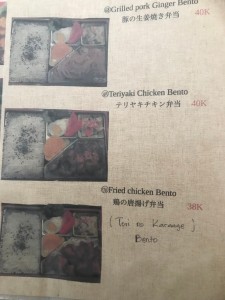 @Grilled pork Ginger Bento
豚の生姜焼き弁当 40K
@Teriyaki Chicken Bento
テリヤキチキン弁当 40K
@Fried chicken Bento
鶏の唐揚げ弁当 38K
( Tori no Karaage )
Bento